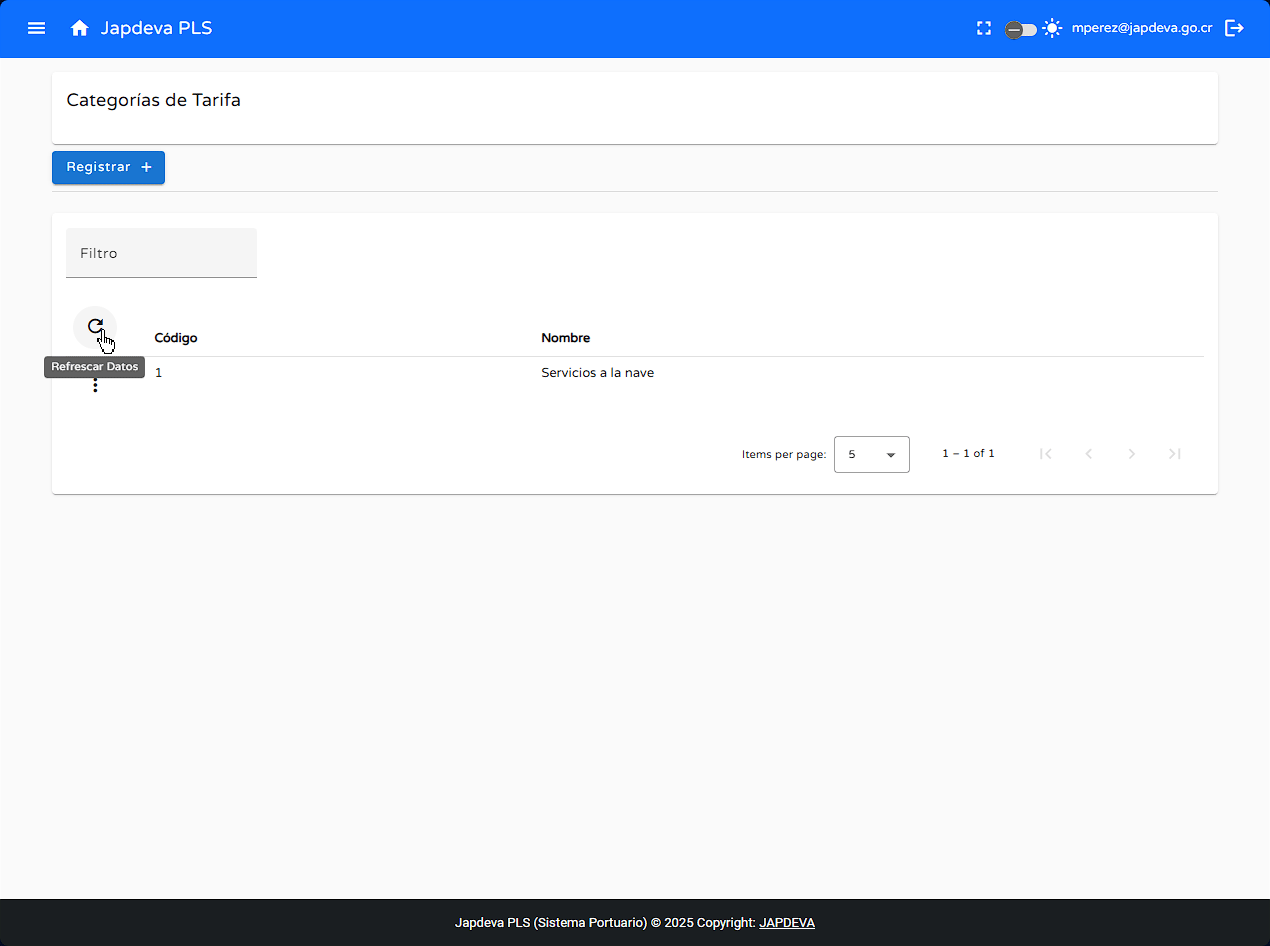 Japdeva PLS
mperez@japdeva.go.cr
Categorías de Tarifa
Registrar +
Filtro
Código Nombre
Refrescar Datos
1 Servicios a la nave
Items per page: 5 1 – 1 of 1
Japdeva PLS (Sistema Portuario) © 2025 Copyright: JAPDEVA